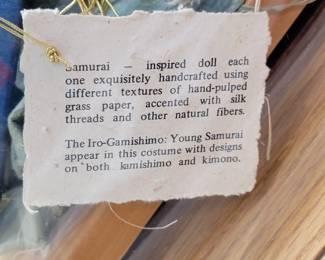 Samurai — inspired doll each
one exquisitely handcrafted using
different textures of hand-pulped
grass paper, accented with silk
threads and other natural fibers.
The Iro-Gamishimo: Young Samurai
appear in this costume with designs
on both kamishimo and kimono.